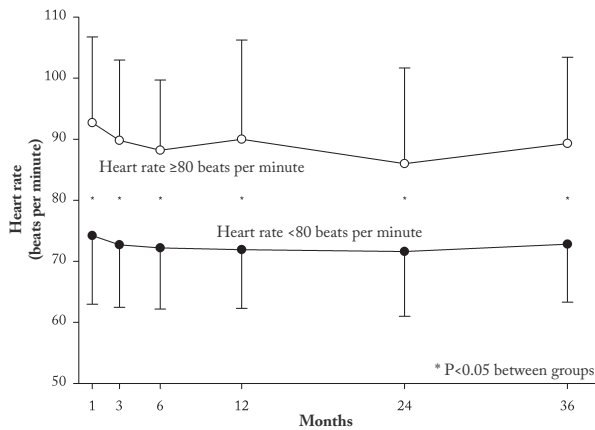 110
100
90
80
70
60
50
Heart rate
(beats per minute)
Heart rate ≥80 beats per minute
* * * * * *
Heart rate <80 beats per minute
* P<0.05 between groups
1 3 6 12 24 36
Months